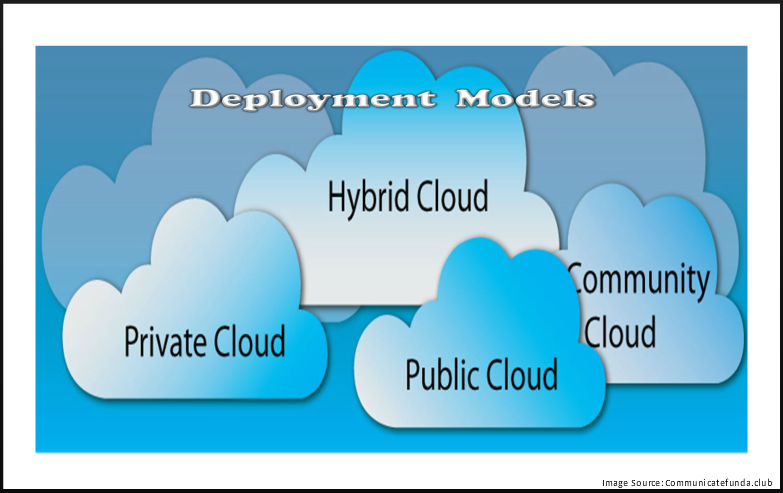 Deployment Models
Hybrid Cloud
Community
Cloud
Private Cloud
Public Cloud
Image Source: Communicatefunda.club